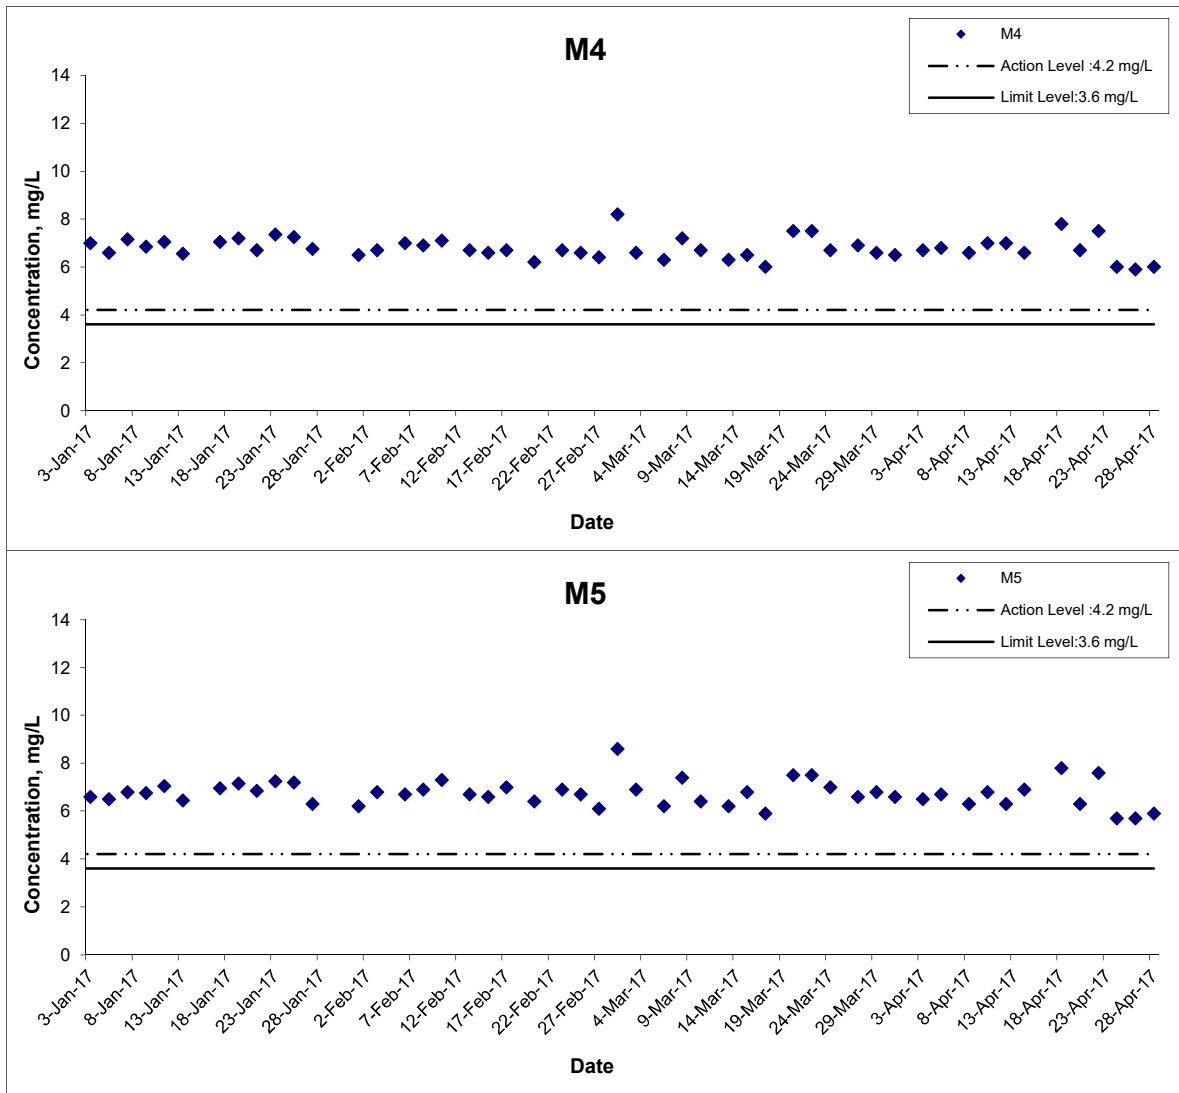 M4
M4
Action Level :4.2 mg/L
Limit Level:3.6 mg/L
Concentration, mg/L
14
12
10
8
6
4
2
0
3-Jan-17 8-Jan-17 13-Jan-17 18-Jan-17 23-Jan-17 28-Jan-17 2-Feb-17 7-Feb-17 12-Feb-17 17-Feb-17 22-Feb-17 27-Feb-17 4-Mar-17 9-Mar-17 14-Mar-17 19-Mar-17 24-Mar-17 29-Mar-17 3-Apr-17 8-Apr-17 13-Apr-17 18-Apr-17 23-Apr-17 28-Apr-17
Date
M5
M5
Action Level :4.2 mg/L
Limit Level:3.6 mg/L
Concentration, mg/L
14
12
10
8
6
4
2
0
3-Jan-17 8-Jan-17 13-Jan-17 18-Jan-17 23-Jan-17 28-Jan-17 2-Feb-17 7-Feb-17 12-Feb-17 17-Feb-17 22-Feb-17 27-Feb-17 4-Mar-17 9-Mar-17 14-Mar-17 19-Mar-17 24-Mar-17 29-Mar-17 3-Apr-17 8-Apr-17 13-Apr-17 18-Apr-17 23-Apr-17 28-Apr-17
Date